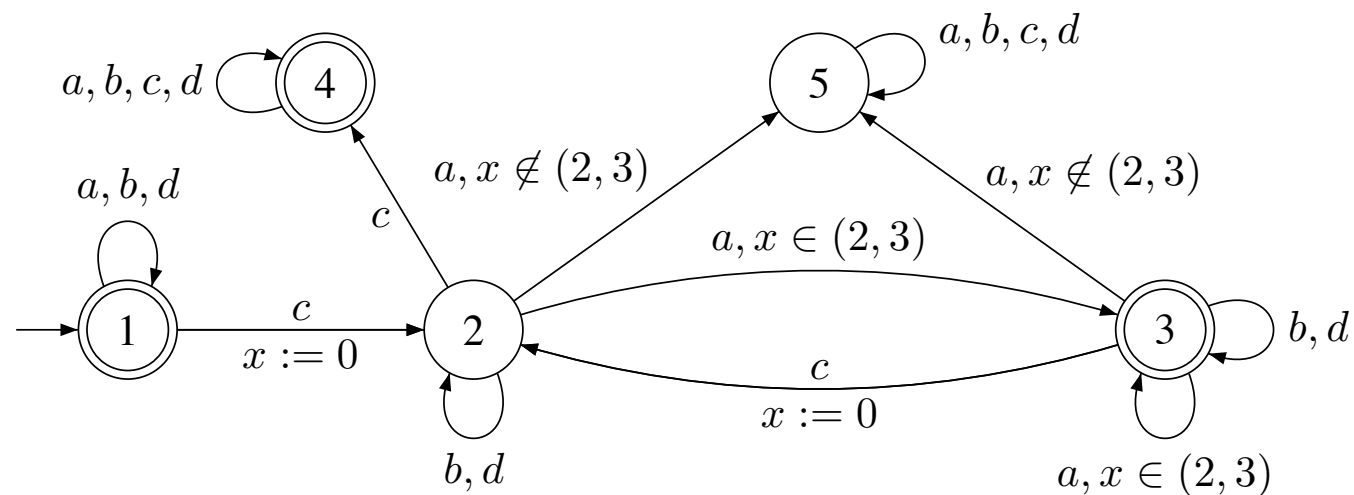 a, b, c, d
4
5
a, b, c, d
a, b, d
c
a, x ∉ (2, 3)
a, x ∉ (2, 3)
a, x ∈ (2, 3)
1
c
x := 0
2
b, d
c
x := 0
3
b, d
a, x ∈ (2, 3)